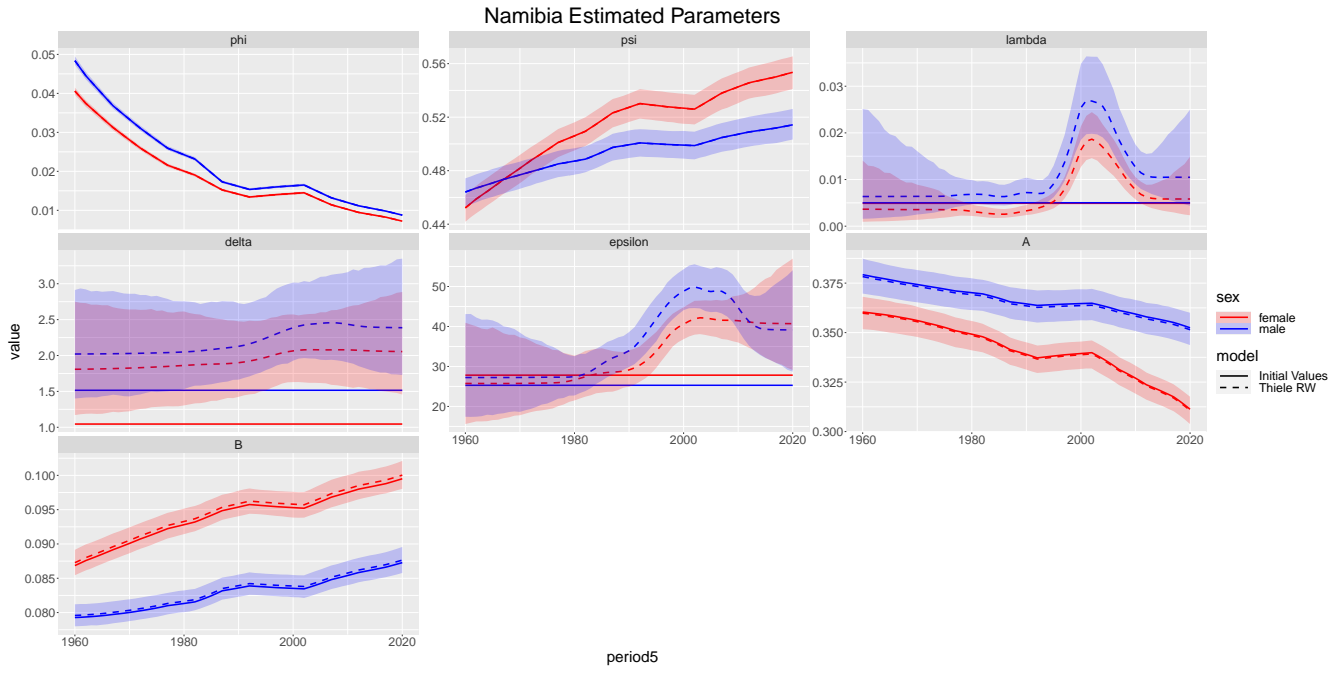 Namibia Estimated Parameters
phi
psi
lambda
0.05
0.04
0.03
0.02
0.01
0.56
0.52
0.48
0.44
0.03
0.02
0.01
0.00
delta
epsilon
A
3.0
2.5
2.0
1.5
1.0
50
40
30
20
0.375
0.350
0.325
0.300
1960
1980
2000
2020
1960
1980
2000
2020
B
0.100
0.095
0.090
0.085
0.080
1960
1980
2000
2020
value
period5
sex
female
male
model
Initial Values
Thiele RW